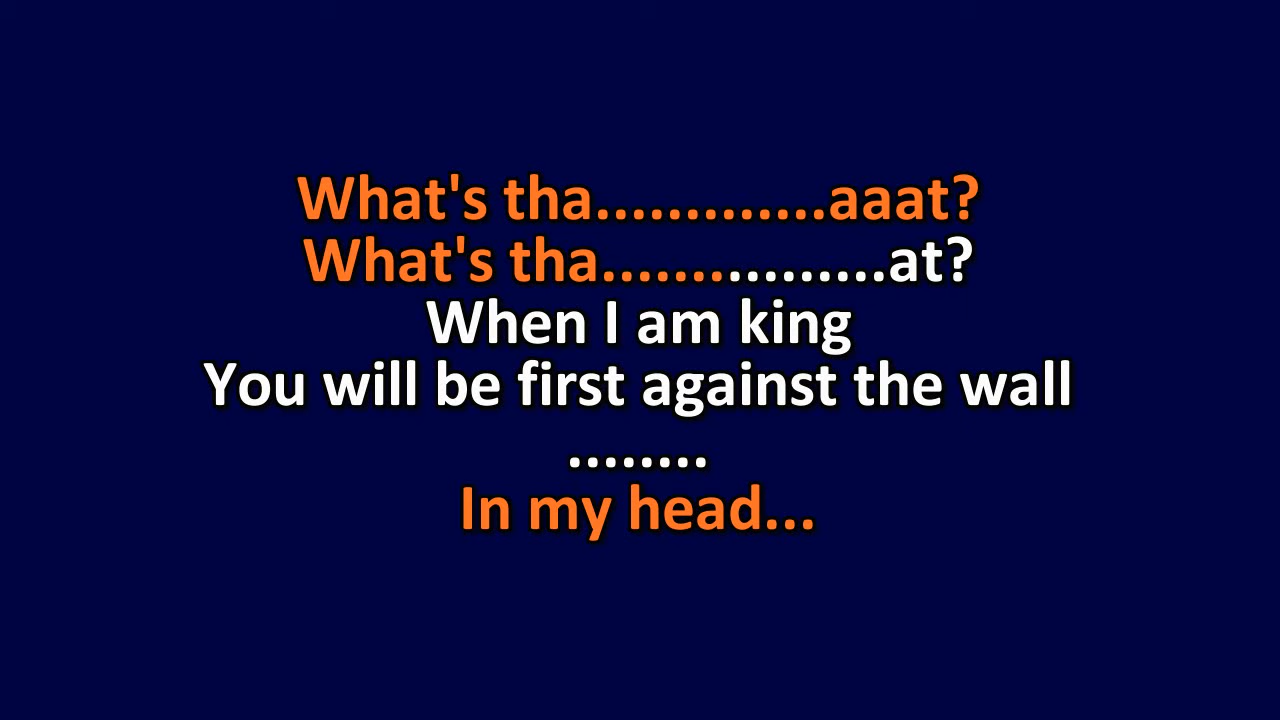 What's tha.............aaat?
What's tha................at?
When I am king
You will be first against the wall
........
In my head...